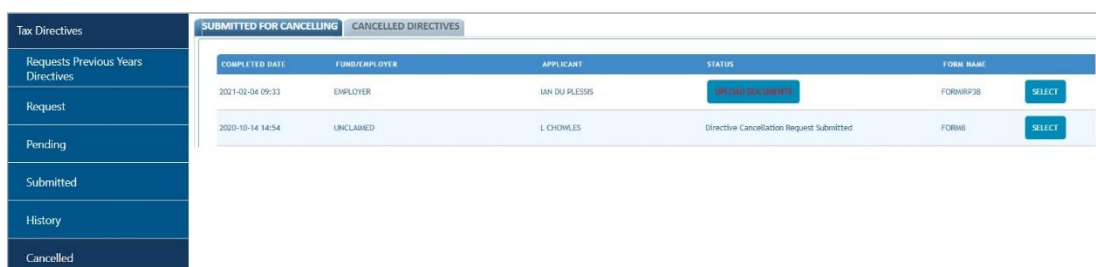 Tax Directives
Requests Previous Years
Directives
Request
Pending
Submitted
History
Cancelled
SUBMITTED FOR CANCELLING CANCELLED DIRECTIVES
COMPLETED DATE FUND/EMPLOYER APPLICANT STATUS FORM NAME
2021-02-04 09:33 EMPLOYER IAN DU PLESSIS UPLOAD DOCUMENTS FORMIRP3B SELECT
2020-10-14 14:54 UNCLAIMED L CHOWLES Directive Cancellation Request Submitted FORMB SELECT